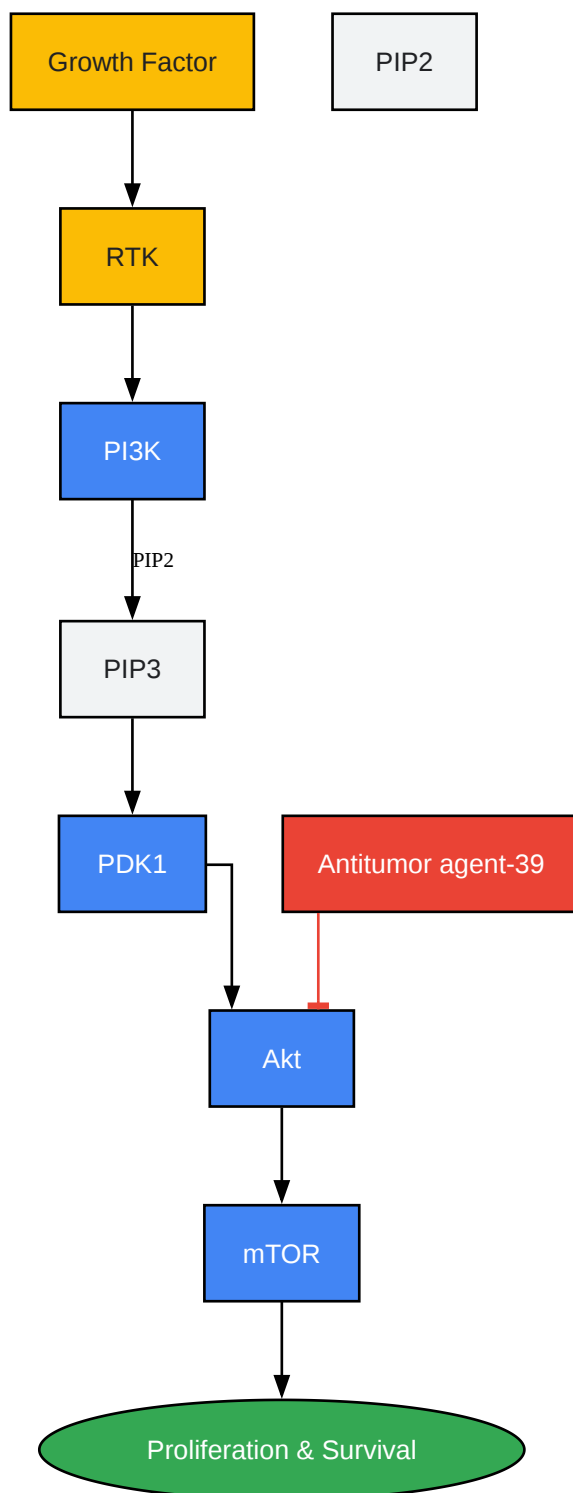 Growth Factor
PIP2
RTK
PI3K
PIP2
PIP3
PDK1
Antitumor agent-39
Akt
mTOR
Proliferation & Survival